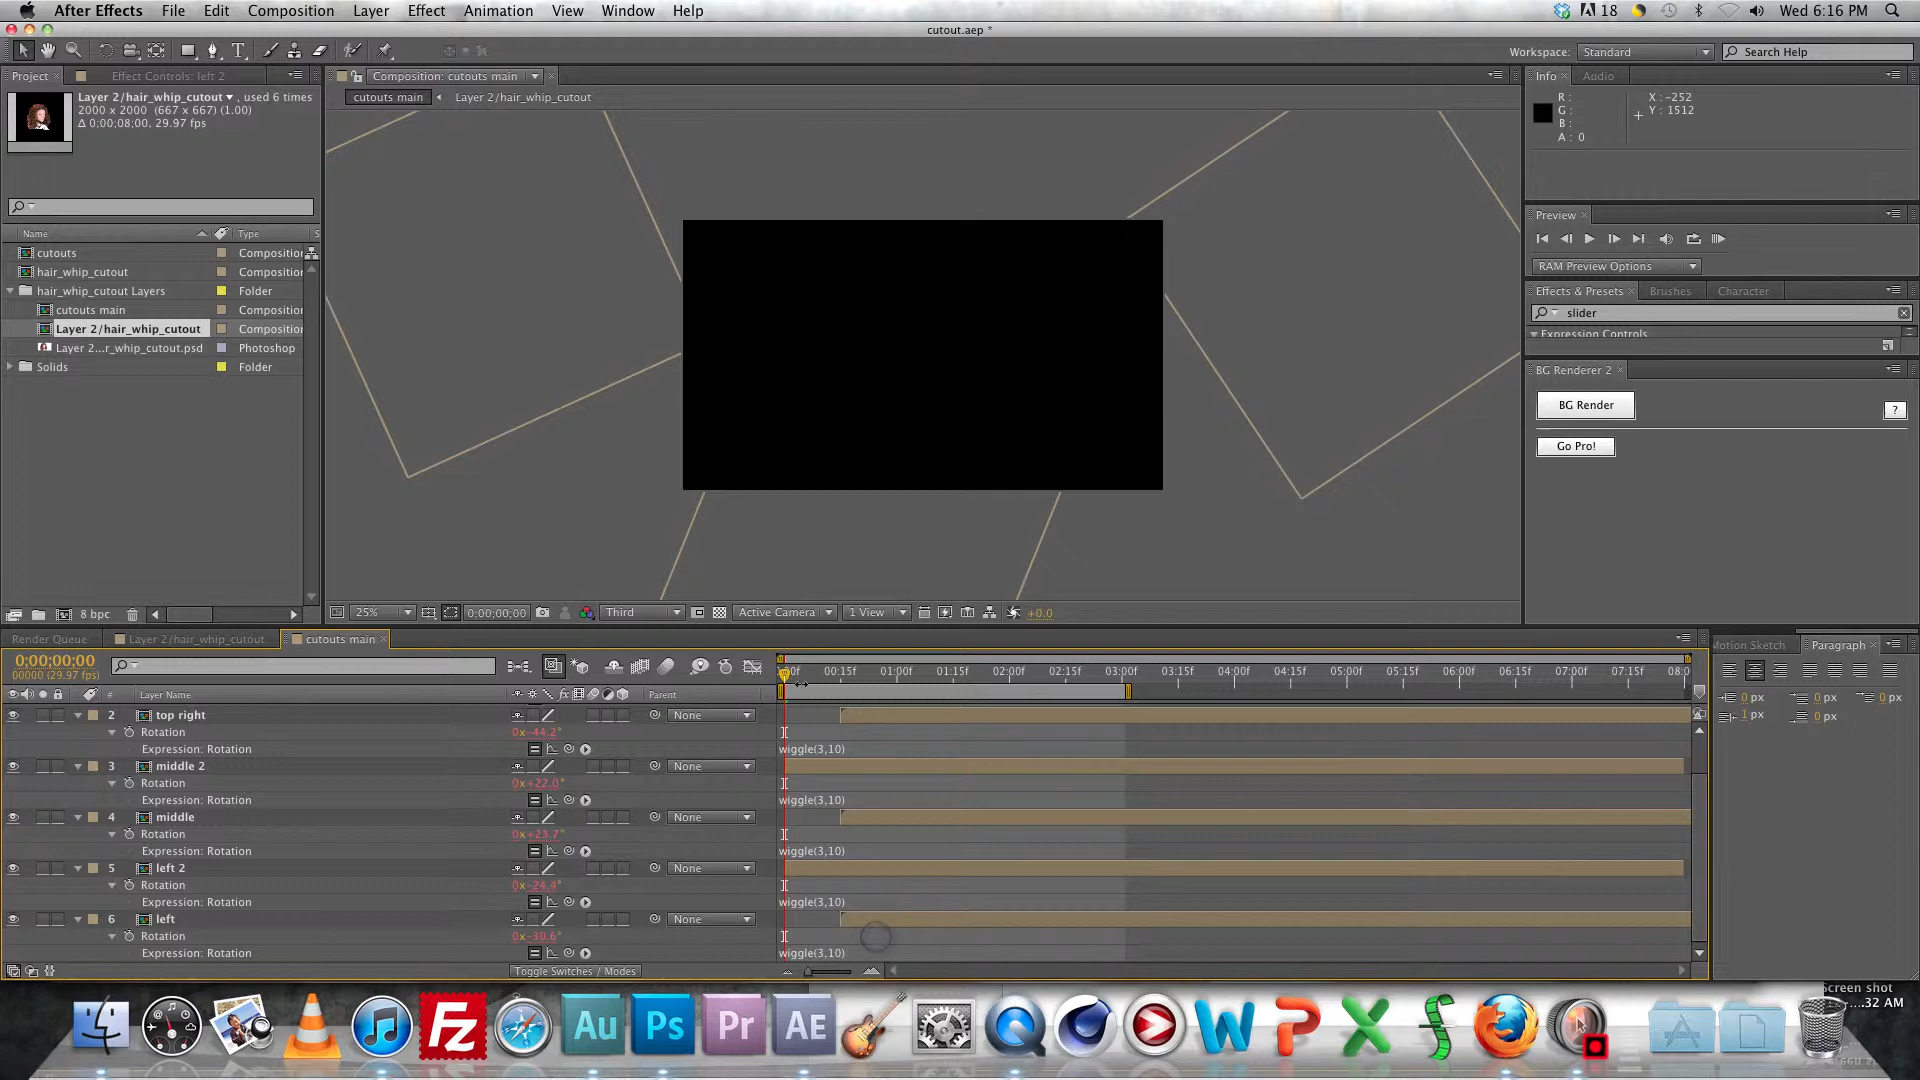 After Effects File Edit Composition Layer Effect Animation View Window Help 18 Wed 6:16 PM
cutout.aep *
Workspace: Standard Search Help
Project Effect Controls: left 2
Composition: cutouts main
Info Audio
Layer 2/hair_whip_cutout , used 6 times
2000 x 2000 (667 x 667) (1.00)
Δ 0;00;08;00, 29.97 fps
cutouts main Layer 2/hair_whip_cutout
R : X : -252
G : Y : 1512
B :
A : 0
Preview
RAM Preview Options
Effects & Presets Brushes Character
slider
Expression Controls
BG Renderer 2
BG Render
?
Go Pro!
Name Type S
cutouts Composition
hair_whip_cutout Composition
hair_whip_cutout Layers Folder
cutouts main Composition
Layer 2/hair_whip_cutout Composition
Layer 2...r_whip_cutout.psd Photoshop
Solids Folder
8 bpc
25% 0;00;00;00 Third Active Camera 1 View +0.0
Render Queue Layer 2/hair_whip_cutout cutouts main
Motion Sketch Paragraph
0;00;00;00
00000 (29.97 fps)
:00f 00:15f 01:00f 01:15f 02:00f 02:15f 03:00f 03:15f 04:00f 04:15f 05:00f 05:15f 06:00f 06:15f 07:00f 07:15f 08:0
# Layer Name fx Parent
0 px 0 px 0 px
1 px 0 px
2 top right None
Rotation 0x-44.2°
Expression: Rotation wiggle(3,10)
3 middle 2 None
Rotation 0x+22.0°
Expression: Rotation wiggle(3,10)
4 middle None
Rotation 0x+23.7°
Expression: Rotation wiggle(3,10)
5 left 2 None
Rotation 0x-24.4°
Expression: Rotation wiggle(3,10)
6 left None
Rotation 0x-30.6°
Expression: Rotation wiggle(3,10)
Toggle Switches / Modes
Screen shot
....32 AM
Fz Au Ps Pr AE